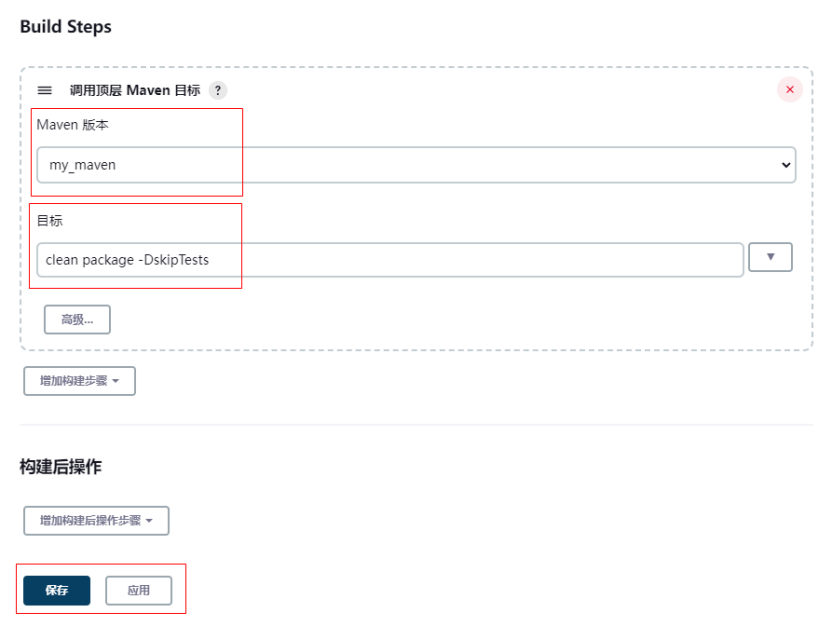 Build Steps
调用顶层 Maven 目标 ?
Maven 版本
my_maven
目标
clean package -DskipTests
高级...
增加构建步骤
构建后操作
增加构建后操作步骤
保存 应用